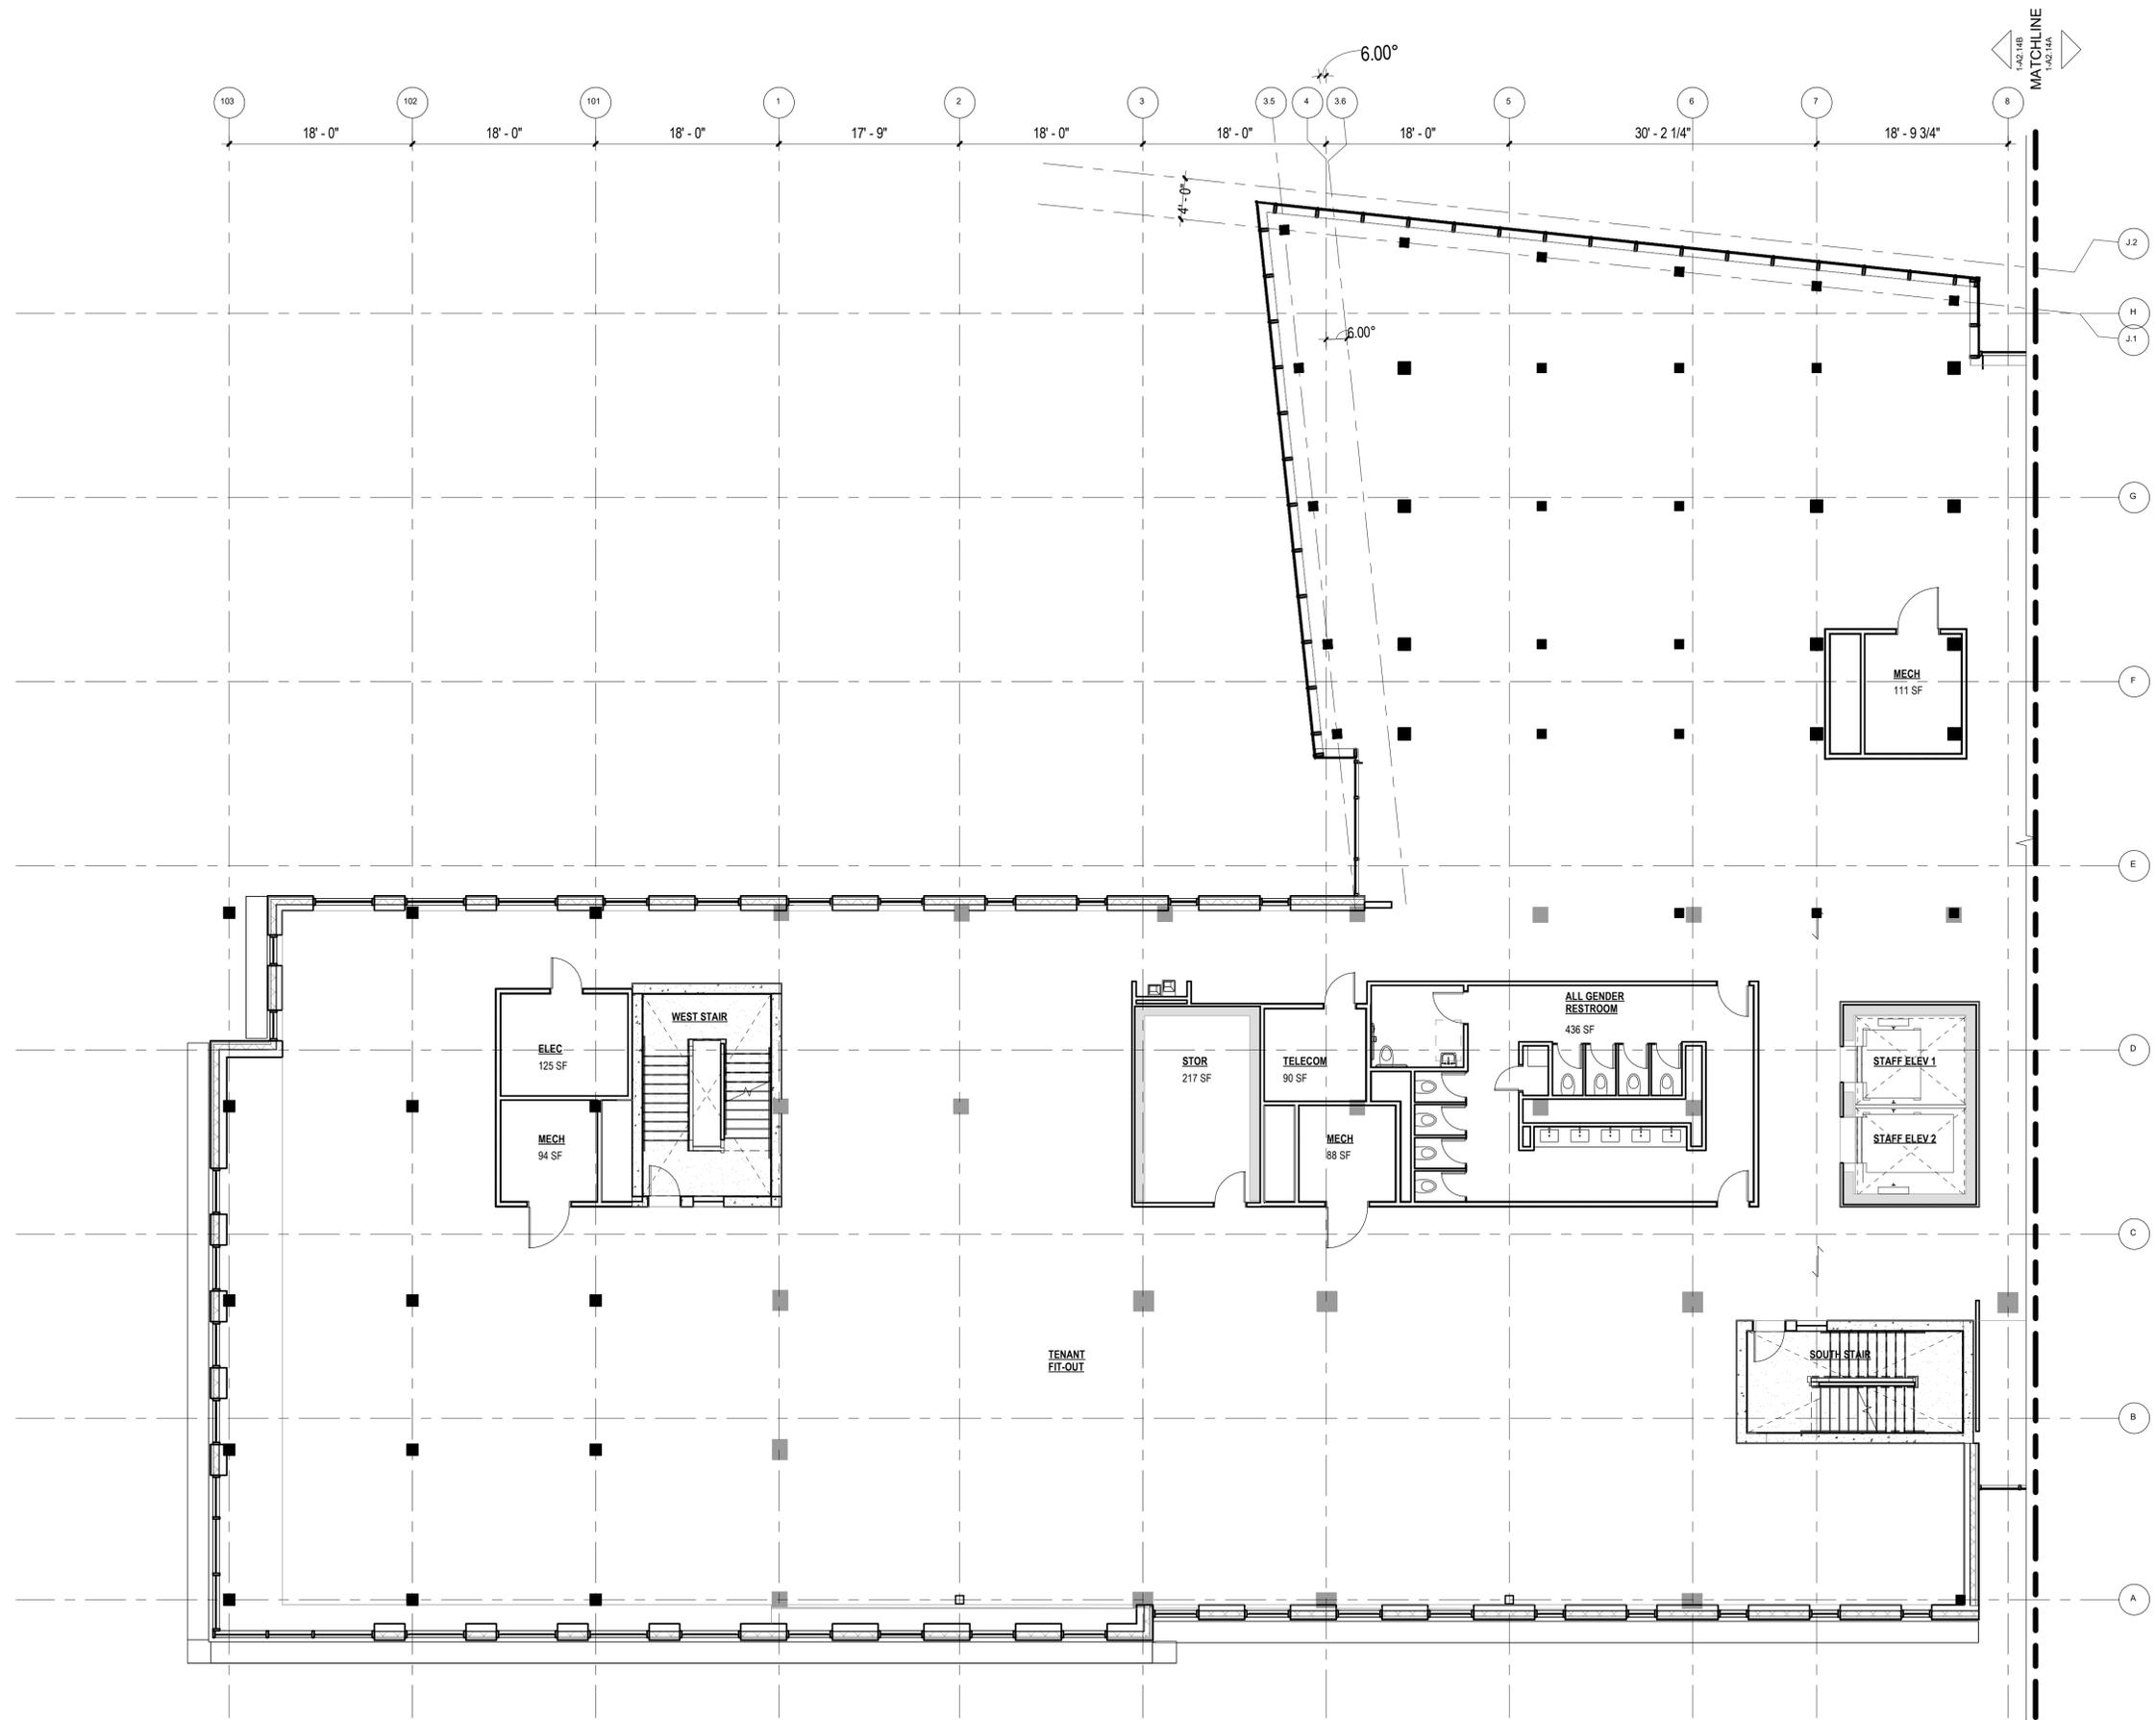 MATCHLINE
1-A2.14B
1-A2.14A
6.00°
103
102
101
1
2
3
3.5
4
3.6
5
6
7
8
18' - 0"
18' - 0"
18' - 0"
17' - 9"
18' - 0"
18' - 0"
18' - 0"
30' - 2 1/4"
18' - 9 3/4"
4' - 0"
J.2
H
J.1
6.00°
G
F
MECH
111 SF
E
WEST STAIR
ELEC
125 SF
MECH
94 SF
STOR
217 SF
TELECOM
90 SF
MECH
88 SF
ALL GENDER
RESTROOM
436 SF
STAFF ELEV 1
STAFF ELEV 2
D
C
TENANT
FIT-OUT
SOUTH STAIR
B
A